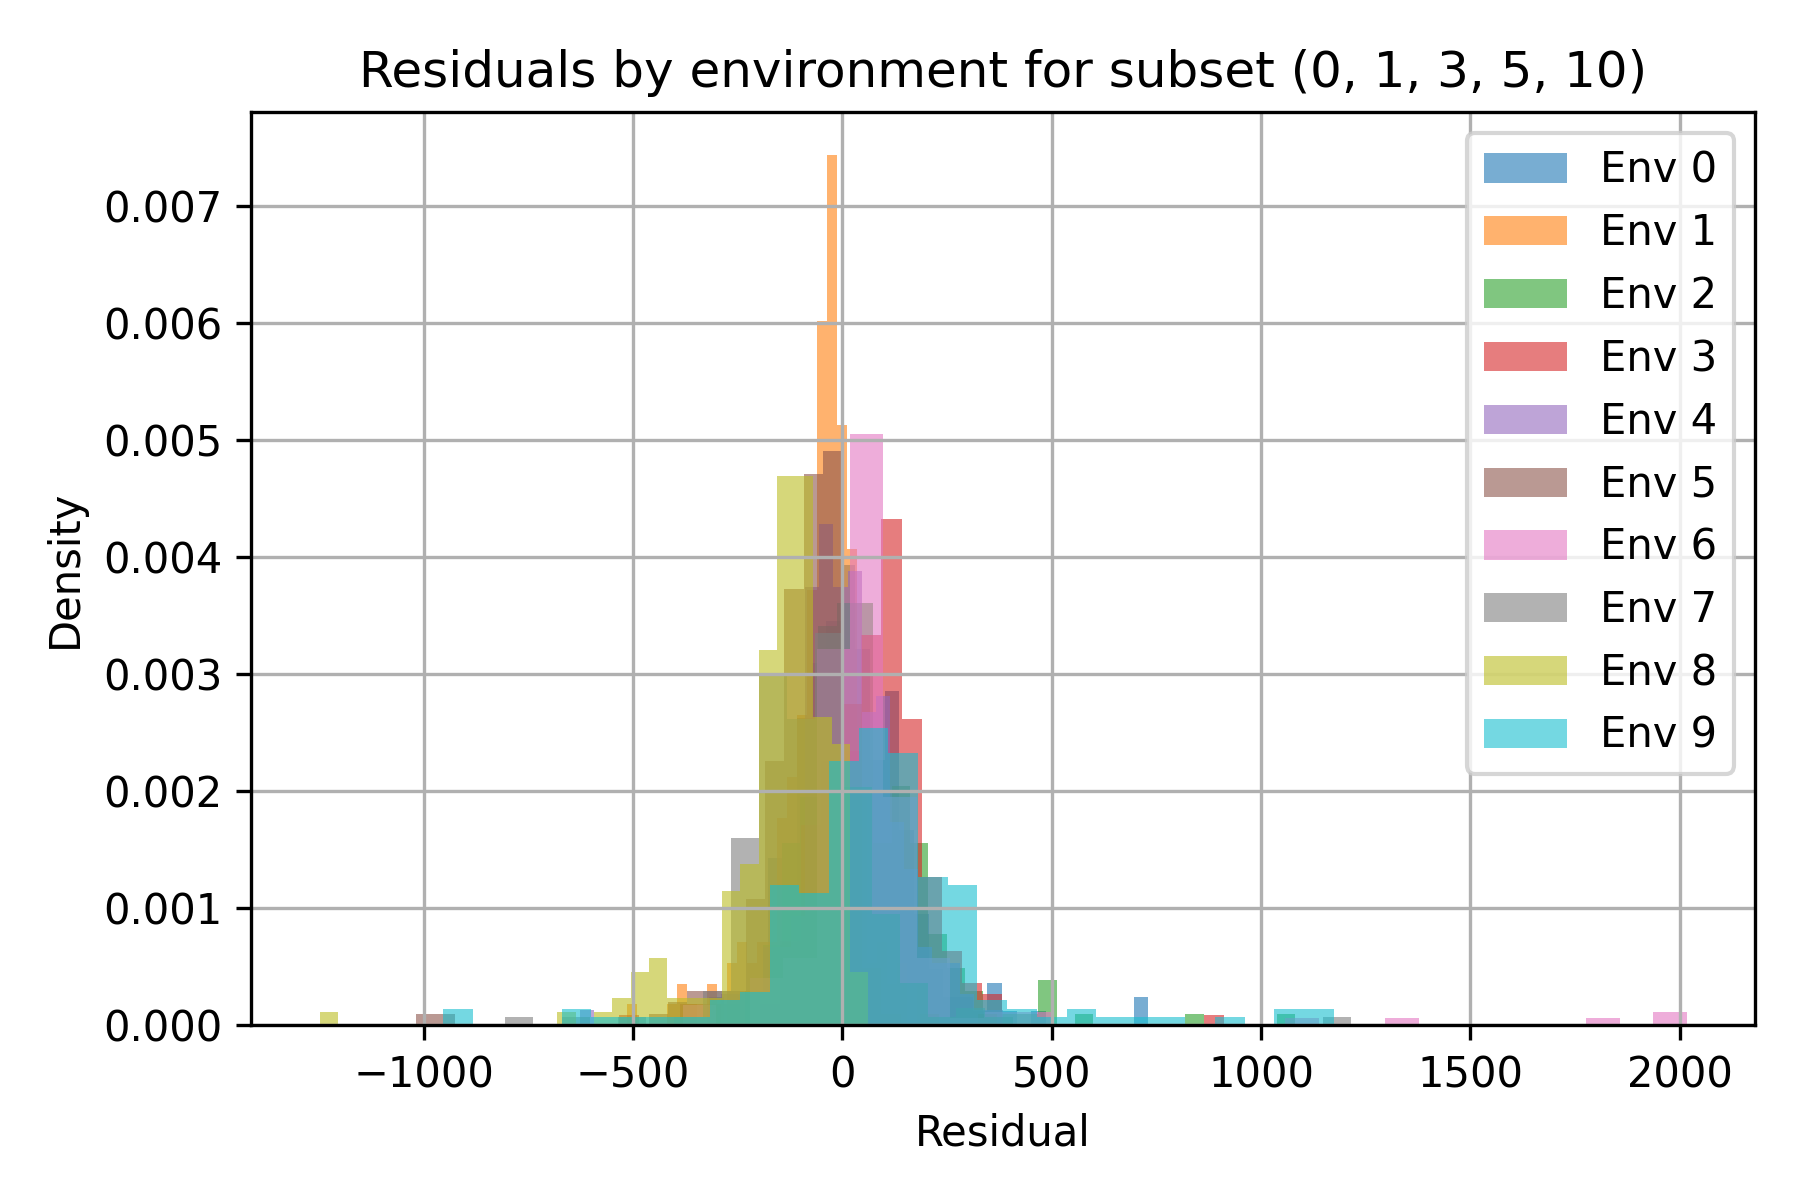 Residuals by environment for subset (0, 1, 3, 5, 10)
Env 0
Env 1
Env 2
Env 3
Env 4
Env 5
Env 6
Env 7
Env 8
Env 9
0.007
0.006
0.005
0.004
0.003
0.002
0.001
0.000
Density
−1000
−500
0
500
1000
1500
2000
Residual